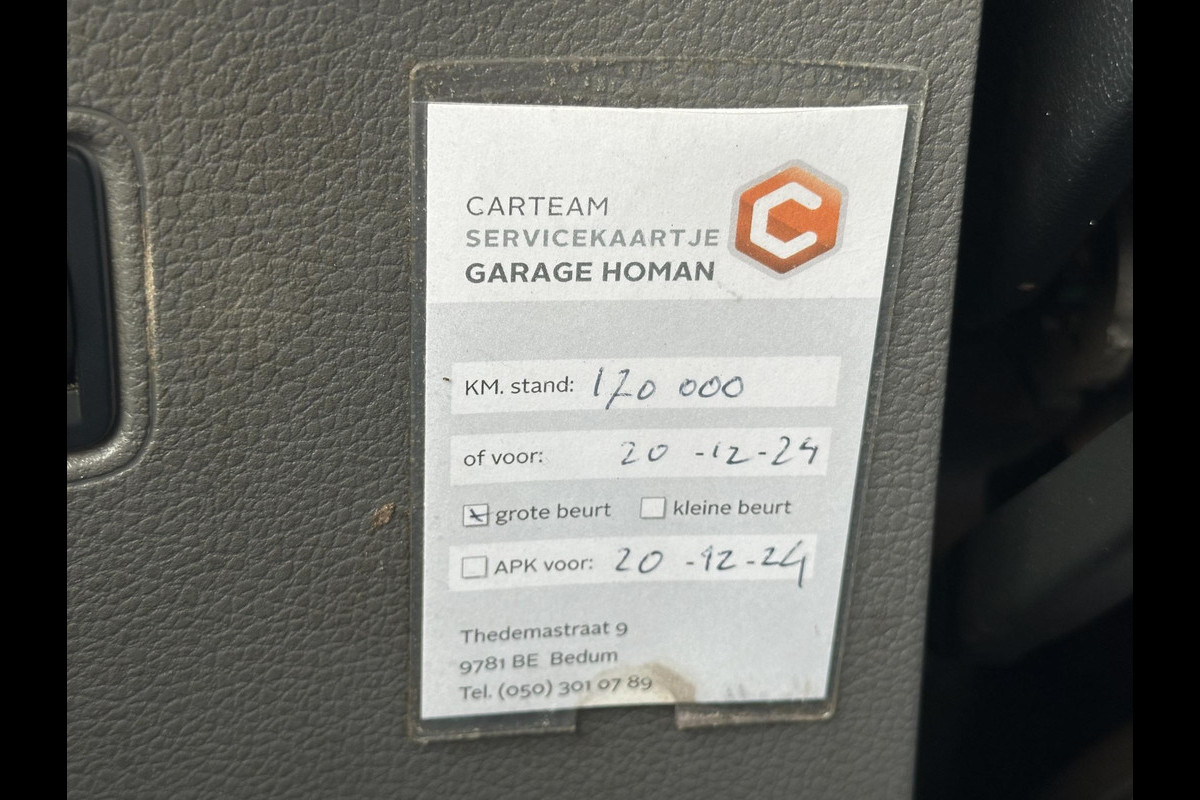 CARTEAM
SERVICEKAARTJE
GARAGE HOMAN
KM. stand: 170 000
of voor: 20-12-24
grote beurt kleine beurt
APK voor: 20-12-24
Thedemastraat 9
9781 BE Bedum
Tel. (050) 301 07 89